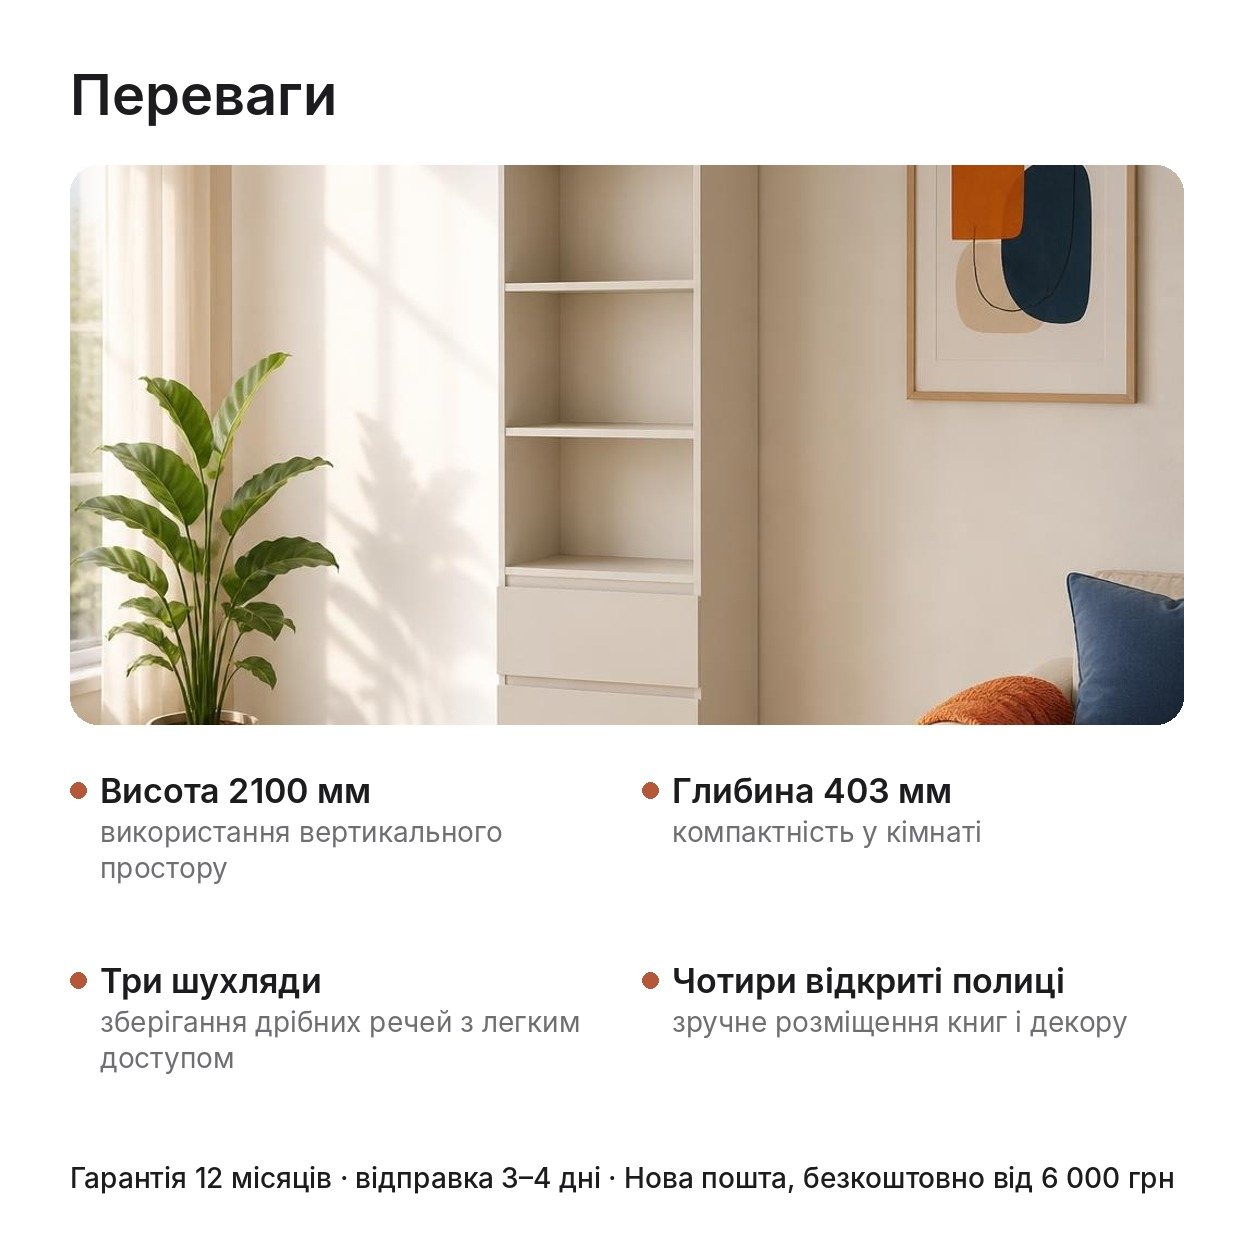 Переваги
Висота 2100 мм
використання вертикального
простору
Глибина 403 мм
компактність у кімнаті
Три шухляди
зберігання дрібних речей з легким
доступом
Чотири відкриті полиці
зручне розміщення книг і декору
Гарантія 12 місяців · відправка 3–4 дні · Нова пошта, безкоштовно від 6 000 грн